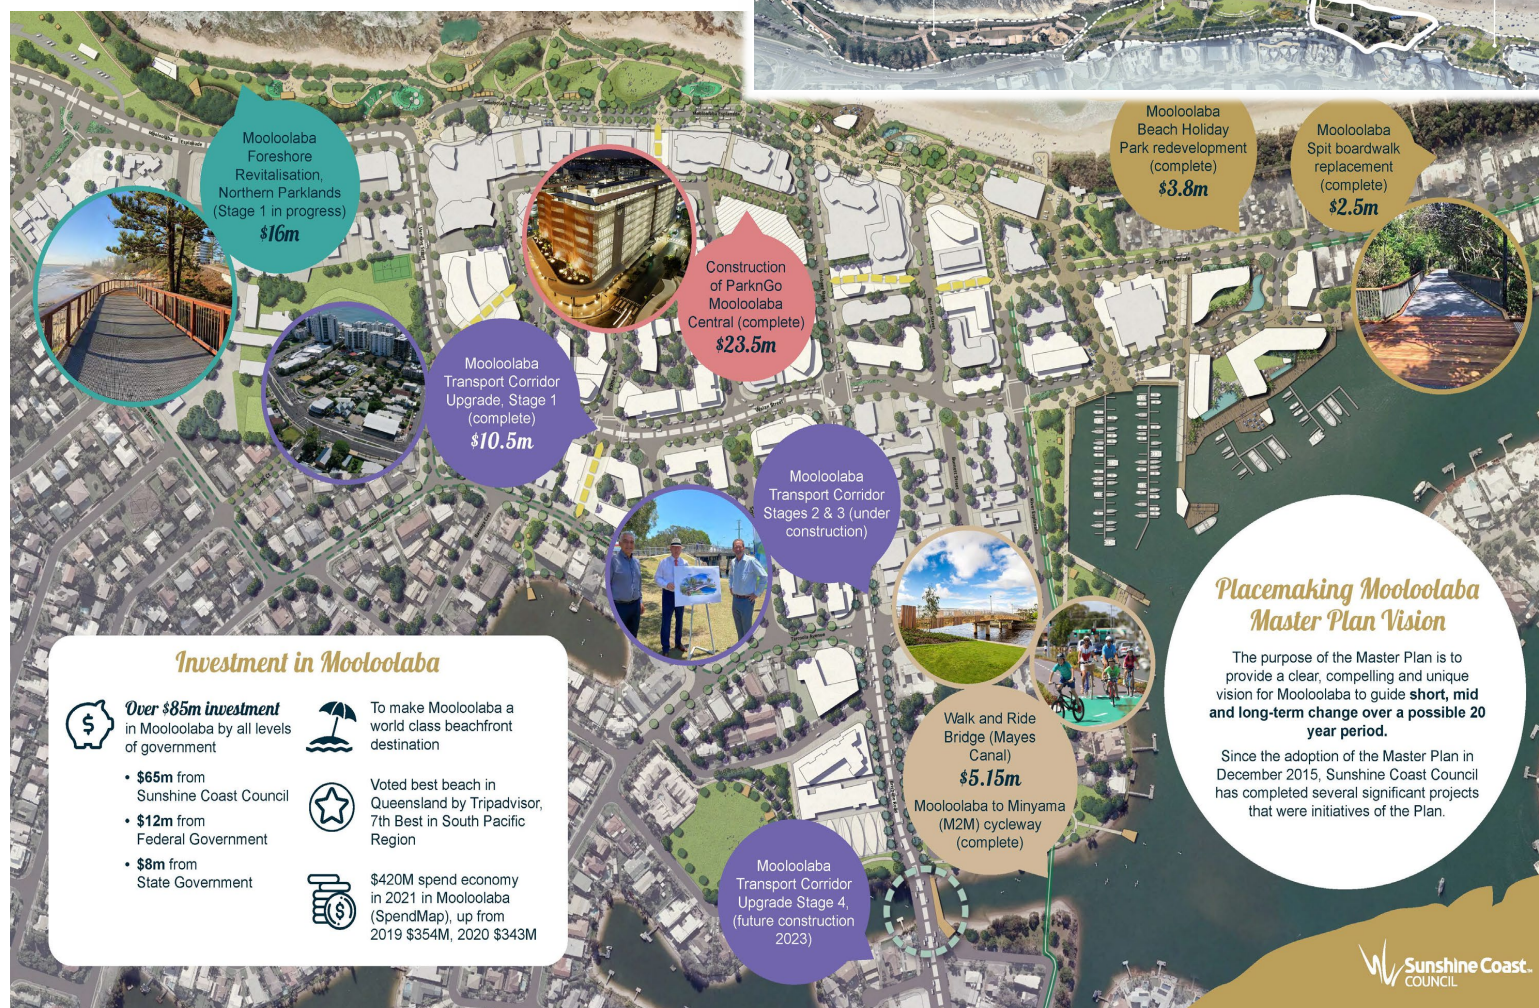 Mooloolaba
Foreshore
Revitalisation,
Northern Parklands
(Stage 1 in progress)
$16m
Mooloolaba
Beach Holiday
Park redevelopment
(complete)
$3.8m
Mooloolaba
Spit boardwalk
replacement
(complete)
$2.5m
Construction
of ParknGo
Mooloolaba
Central (complete)
$23.5m
Mooloolaba
Transport Corridor
Upgrade, Stage 1
(complete)
$10.5m
Mooloolaba
Transport Corridor
Stages 2 & 3 (under
construction)
Walk and Ride
Bridge (Mayes
Canal)
$5.15m
Mooloolaba to Minyama
(M2M) cycleway
(complete)
Mooloolaba
Transport Corridor
Upgrade Stage 4,
(future construction
2023)
Investment in Mooloolaba
Over $85m investment
in Mooloolaba by all levels
of government
• $65m from
Sunshine Coast Council
• $12m from
Federal Government
• $8m from
State Government
To make Mooloolaba a
world class beachfront
destination
Voted best beach in
Queensland by Tripadvisor,
7th Best in South Pacific
Region
$420M spend economy
in 2021 in Mooloolaba
(SpendMap), up from
2019 $354M, 2020 $343M
Placemaking Mooloolaba
Master Plan Vision
The purpose of the Master Plan is to
provide a clear, compelling and unique
vision for Mooloolaba to guide short, mid
and long-term change over a possible 20
year period.
Since the adoption of the Master Plan in
December 2015, Sunshine Coast Council
has completed several significant projects
that were initiatives of the Plan.
Sunshine Coast
COUNCIL